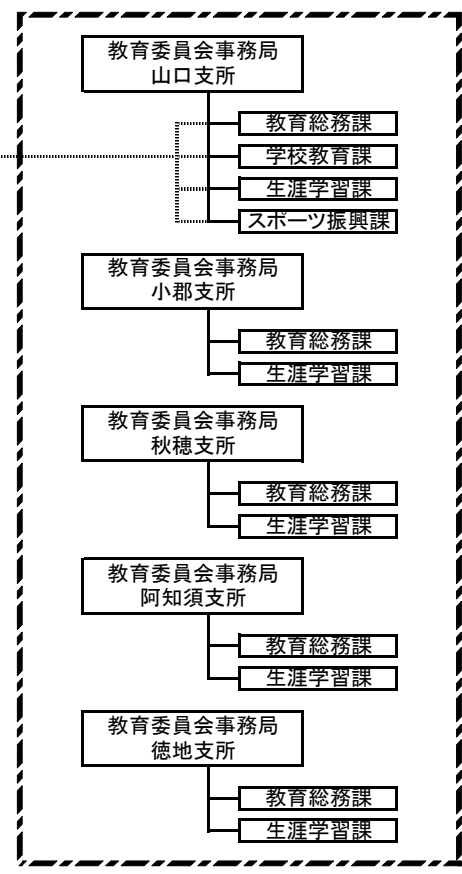 教育委員会事務局
山口支所
教育総務課
学校教育課
生涯学習課
スポーツ振興課
教育委員会事務局
小郡支所
教育総務課
生涯学習課
教育委員会事務局
秋穂支所
教育総務課
生涯学習課
教育委員会事務局
阿知須支所
教育総務課
生涯学習課
教育委員会事務局
徳地支所
教育総務課
生涯学習課